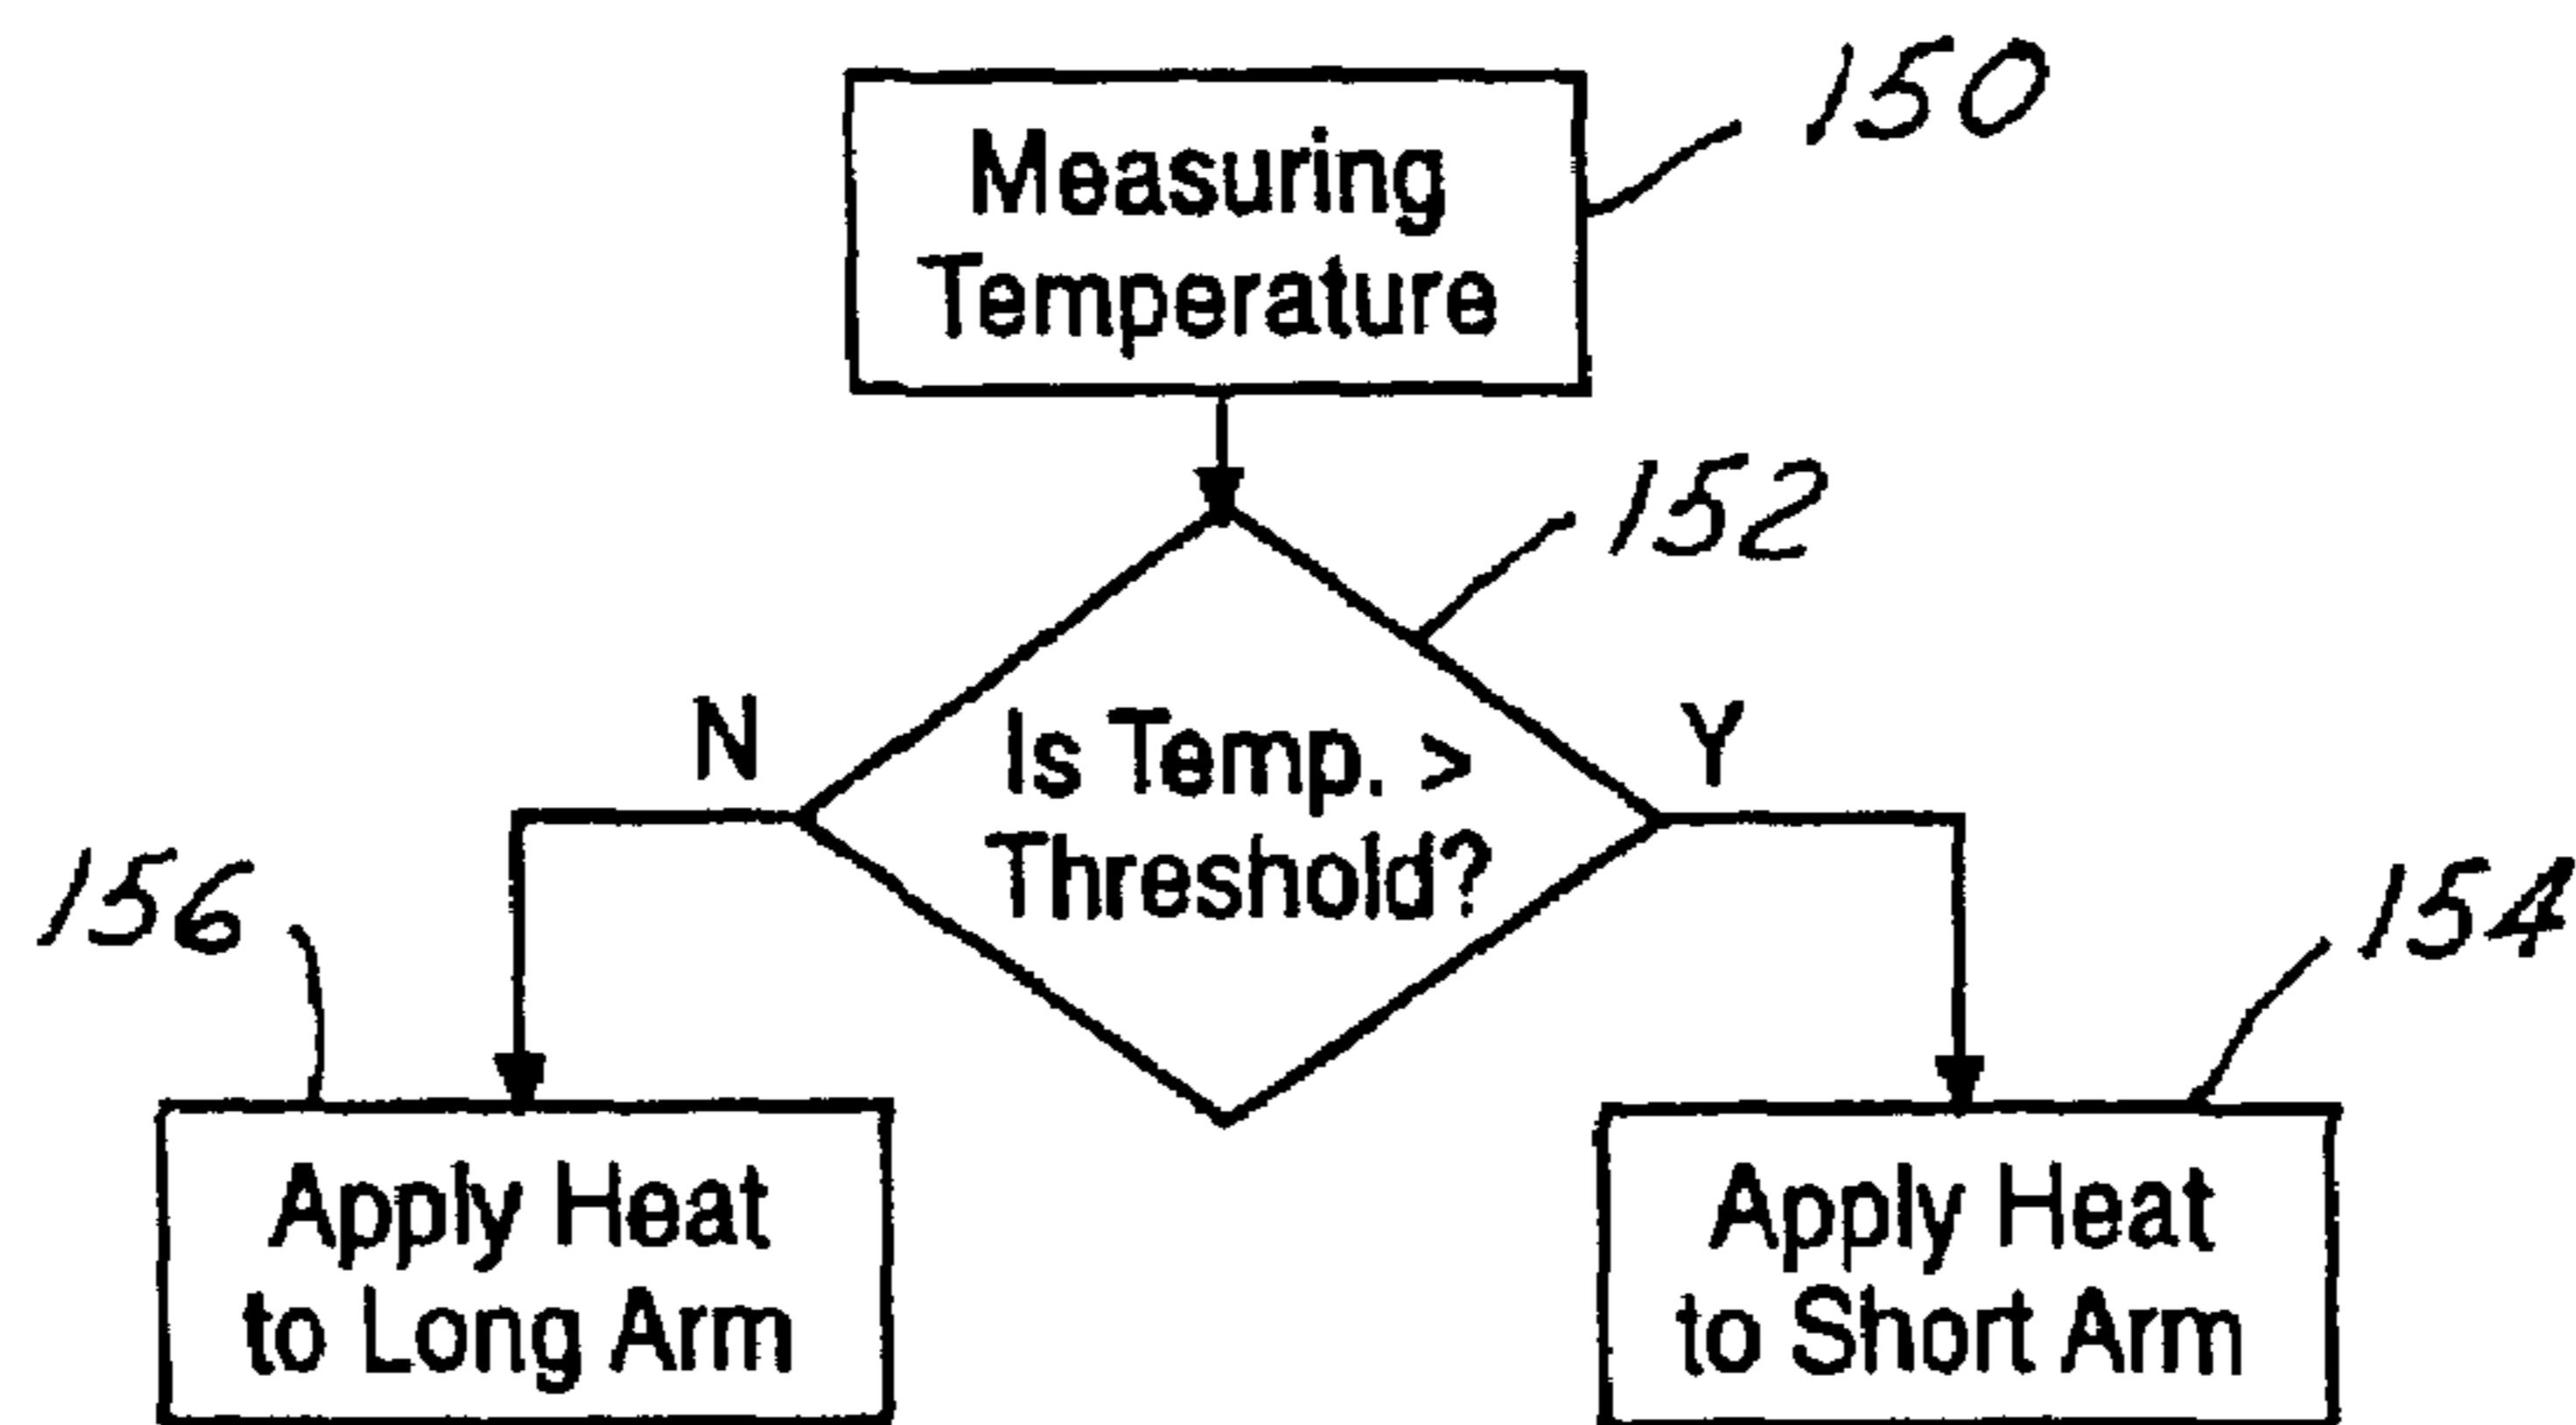 Measuring
Temperature
150
152
Is Temp. >
Threshold?
N
Y
156
154
Apply Heat
to Long Arm
Apply Heat
to Short Arm